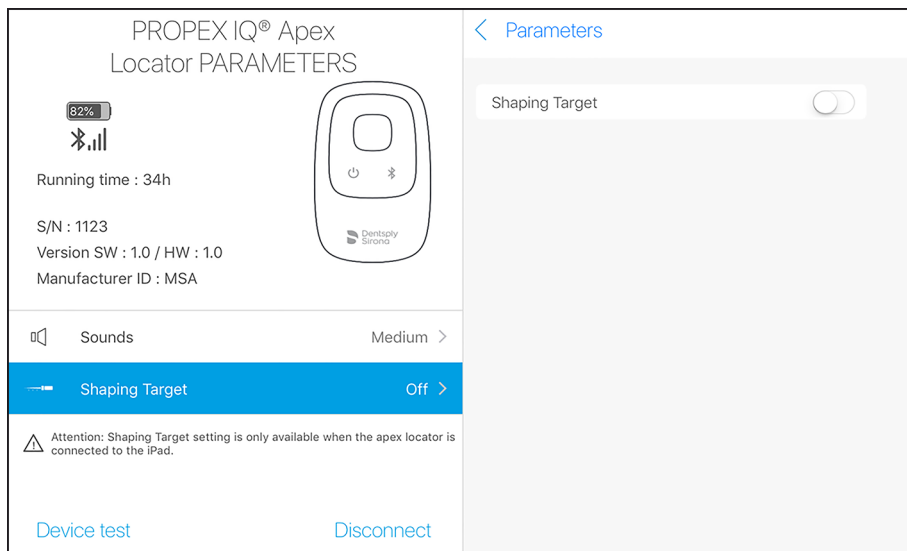 PROPEX IQ® Apex
Locator PARAMETERS
82%
Running time : 34h
S/N : 1123
Version SW : 1.0 / HW : 1.0
Manufacturer ID : MSA
Dentsply
Sirona
Sounds Medium
Shaping Target Off
Attention: Shaping Target setting is only available when the apex locator is
connected to the iPad.
Device test Disconnect
Parameters
Shaping Target